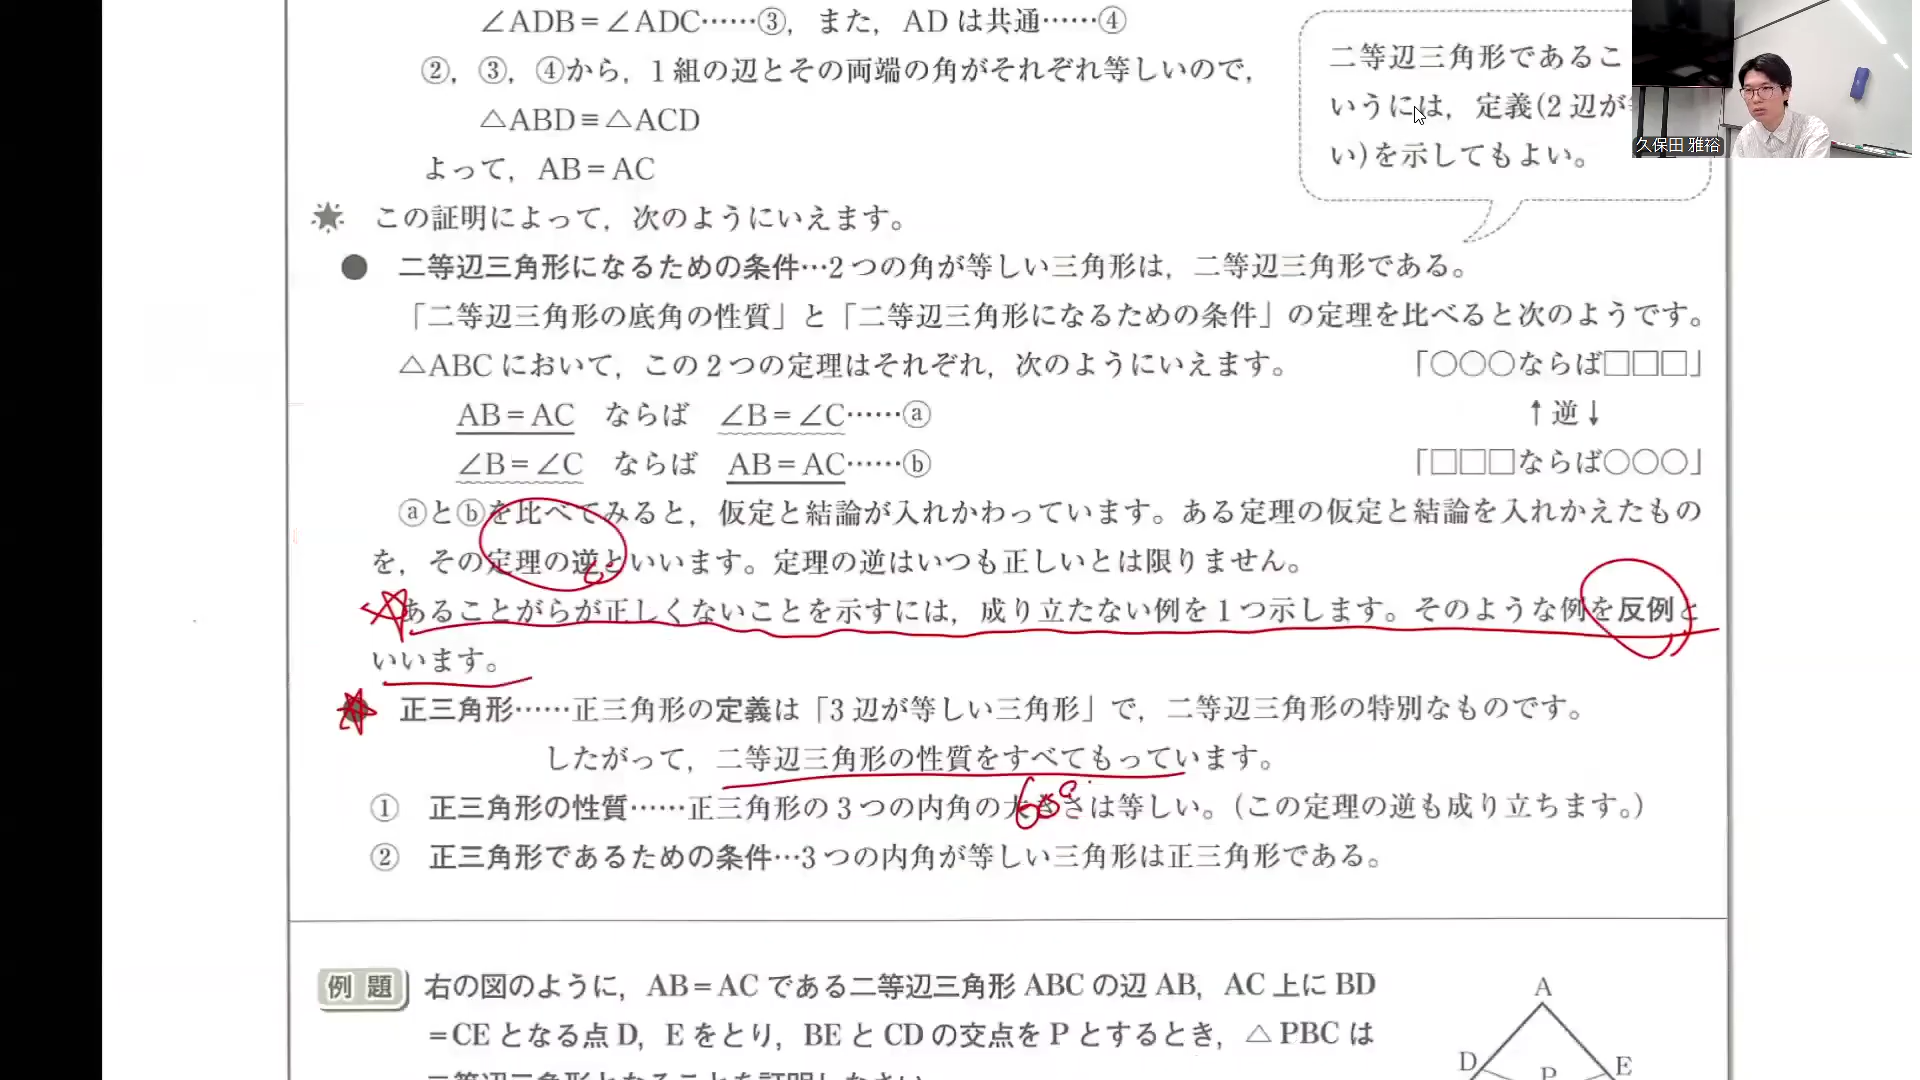 ∠ADB=∠ADC……③, また, ADは共通……④
②, ③, ④から, 1組の辺とその両端の角がそれぞれ等しいので,
△ABD≡△ACD
よって, AB=AC
二等辺三角形であるこ
いうには, 定義(2辺が
い)を示してもよい。
久保田 雅裕
この証明によって, 次のようにいえます。
● 二等辺三角形になるための条件…2つの角が等しい三角形は, 二等辺三角形である。
「二等辺三角形の底角の性質」と「二等辺三角形になるための条件」の定理を比べると次のようです。
△ABCにおいて, この2つの定理はそれぞれ, 次のようにいえます。 「○○○ならば□□□」
AB=AC ならば ∠B=∠C……ⓐ ↑逆↓
∠B=∠C ならば AB=AC……ⓑ 「□□□ならば○○○」
ⓐとⓑを比べてみると, 仮定と結論が入れかわっています。ある定理の仮定と結論を入れかえたもの
を, その定理の逆といいます。定理の逆はいつも正しいとは限りません。
あることがらが正しくないことを示すには, 成り立たない例を1つ示します。そのような例を反例と
いいます。
● 正三角形……正三角形の定義は「3辺が等しい三角形」で, 二等辺三角形の特別なものです。
したがって, 二等辺三角形の性質をすべてもっています。
60°
① 正三角形の性質……正三角形の3つの内角の大きさは等しい。(この定理の逆も成り立ちます。)
② 正三角形であるための条件…3つの内角が等しい三角形は正三角形である。
例題 右の図のように, AB=ACである二等辺三角形ABCの辺AB, AC上にBD
=CEとなる点D, Eをとり, BEとCDの交点をPとするとき, △PBCは
二等辺三角形となることを証明しなさい
A
D
E
P